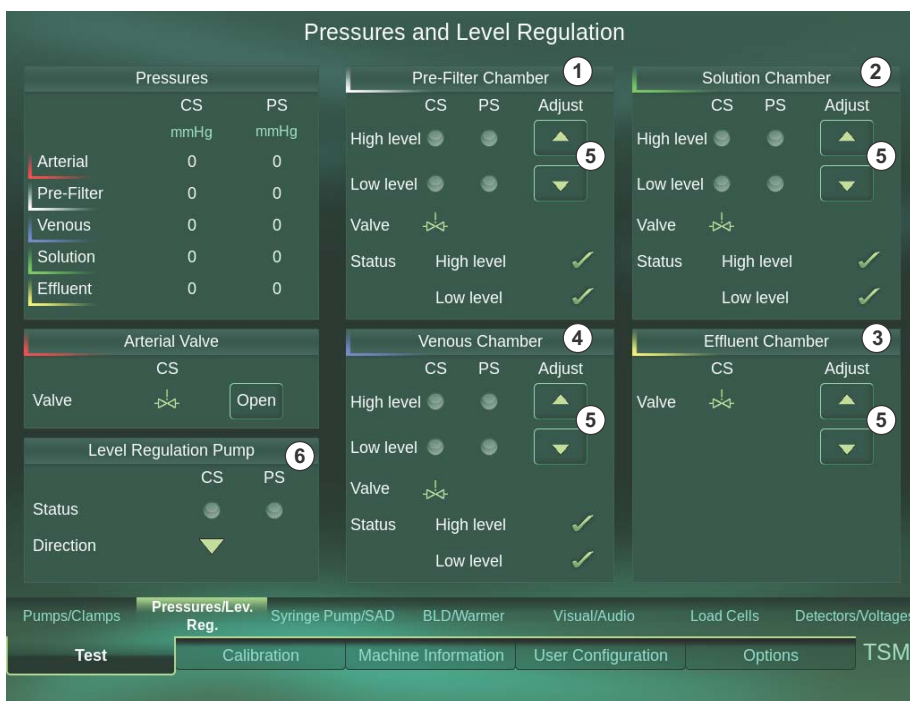 Pressures and Level Regulation
Pressures
CS PS
mmHg mmHg
Arterial 0 0
Pre-Filter 0 0
Venous 0 0
Solution 0 0
Effluent 0 0
Pre-Filter Chamber 1
CS PS Adjust
High level
5
Low level
Valve
Status High level
Low level
Solution Chamber 2
CS PS Adjust
High level
5
Low level
Valve
Status High level
Low level
Arterial Valve
CS
Valve Open
Level Regulation Pump 6
CS PS
Status
Direction
Venous Chamber 4
CS PS Adjust
High level
5
Low level
Valve
Status High level
Low level
Effluent Chamber 3
CS Adjust
Valve
5
Pumps/Clamps Pressures/Lev. Reg. Syringe Pump/SAD BLD/Warmer Visual/Audio Load Cells Detectors/Voltages
Test Calibration Machine Information User Configuration Options TSM